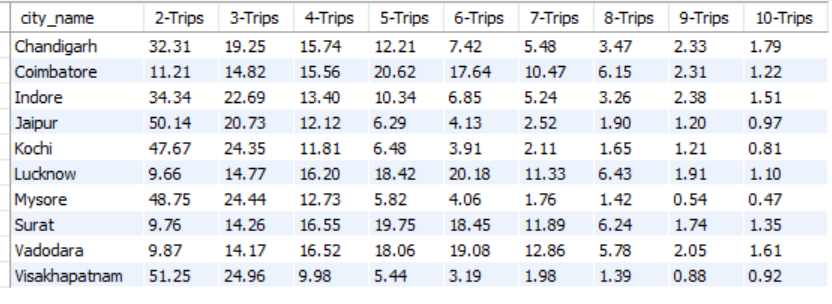 city_name 2-Trips 3-Trips 4-Trips 5-Trips 6-Trips 7-Trips 8-Trips 9-Trips 10-Trips
Chandigarh 32.31 19.25 15.74 12.21 7.42 5.48 3.47 2.33 1.79
Coimbatore 11.21 14.82 15.56 20.62 17.64 10.47 6.15 2.31 1.22
Indore 34.34 22.69 13.40 10.34 6.85 5.24 3.26 2.38 1.51
Jaipur 50.14 20.73 12.12 6.29 4.13 2.52 1.90 1.20 0.97
Kochi 47.67 24.35 11.81 6.48 3.91 2.11 1.65 1.21 0.81
Lucknow 9.66 14.77 16.20 18.42 20.18 11.33 6.43 1.91 1.10
Mysore 48.75 24.44 12.73 5.82 4.06 1.76 1.42 0.54 0.47
Surat 9.76 14.26 16.55 19.75 18.45 11.89 6.24 1.74 1.35
Vadodara 9.87 14.17 16.52 18.06 19.08 12.86 5.78 2.05 1.61
Visakhapatnam 51.25 24.96 9.98 5.44 3.19 1.98 1.39 0.88 0.92